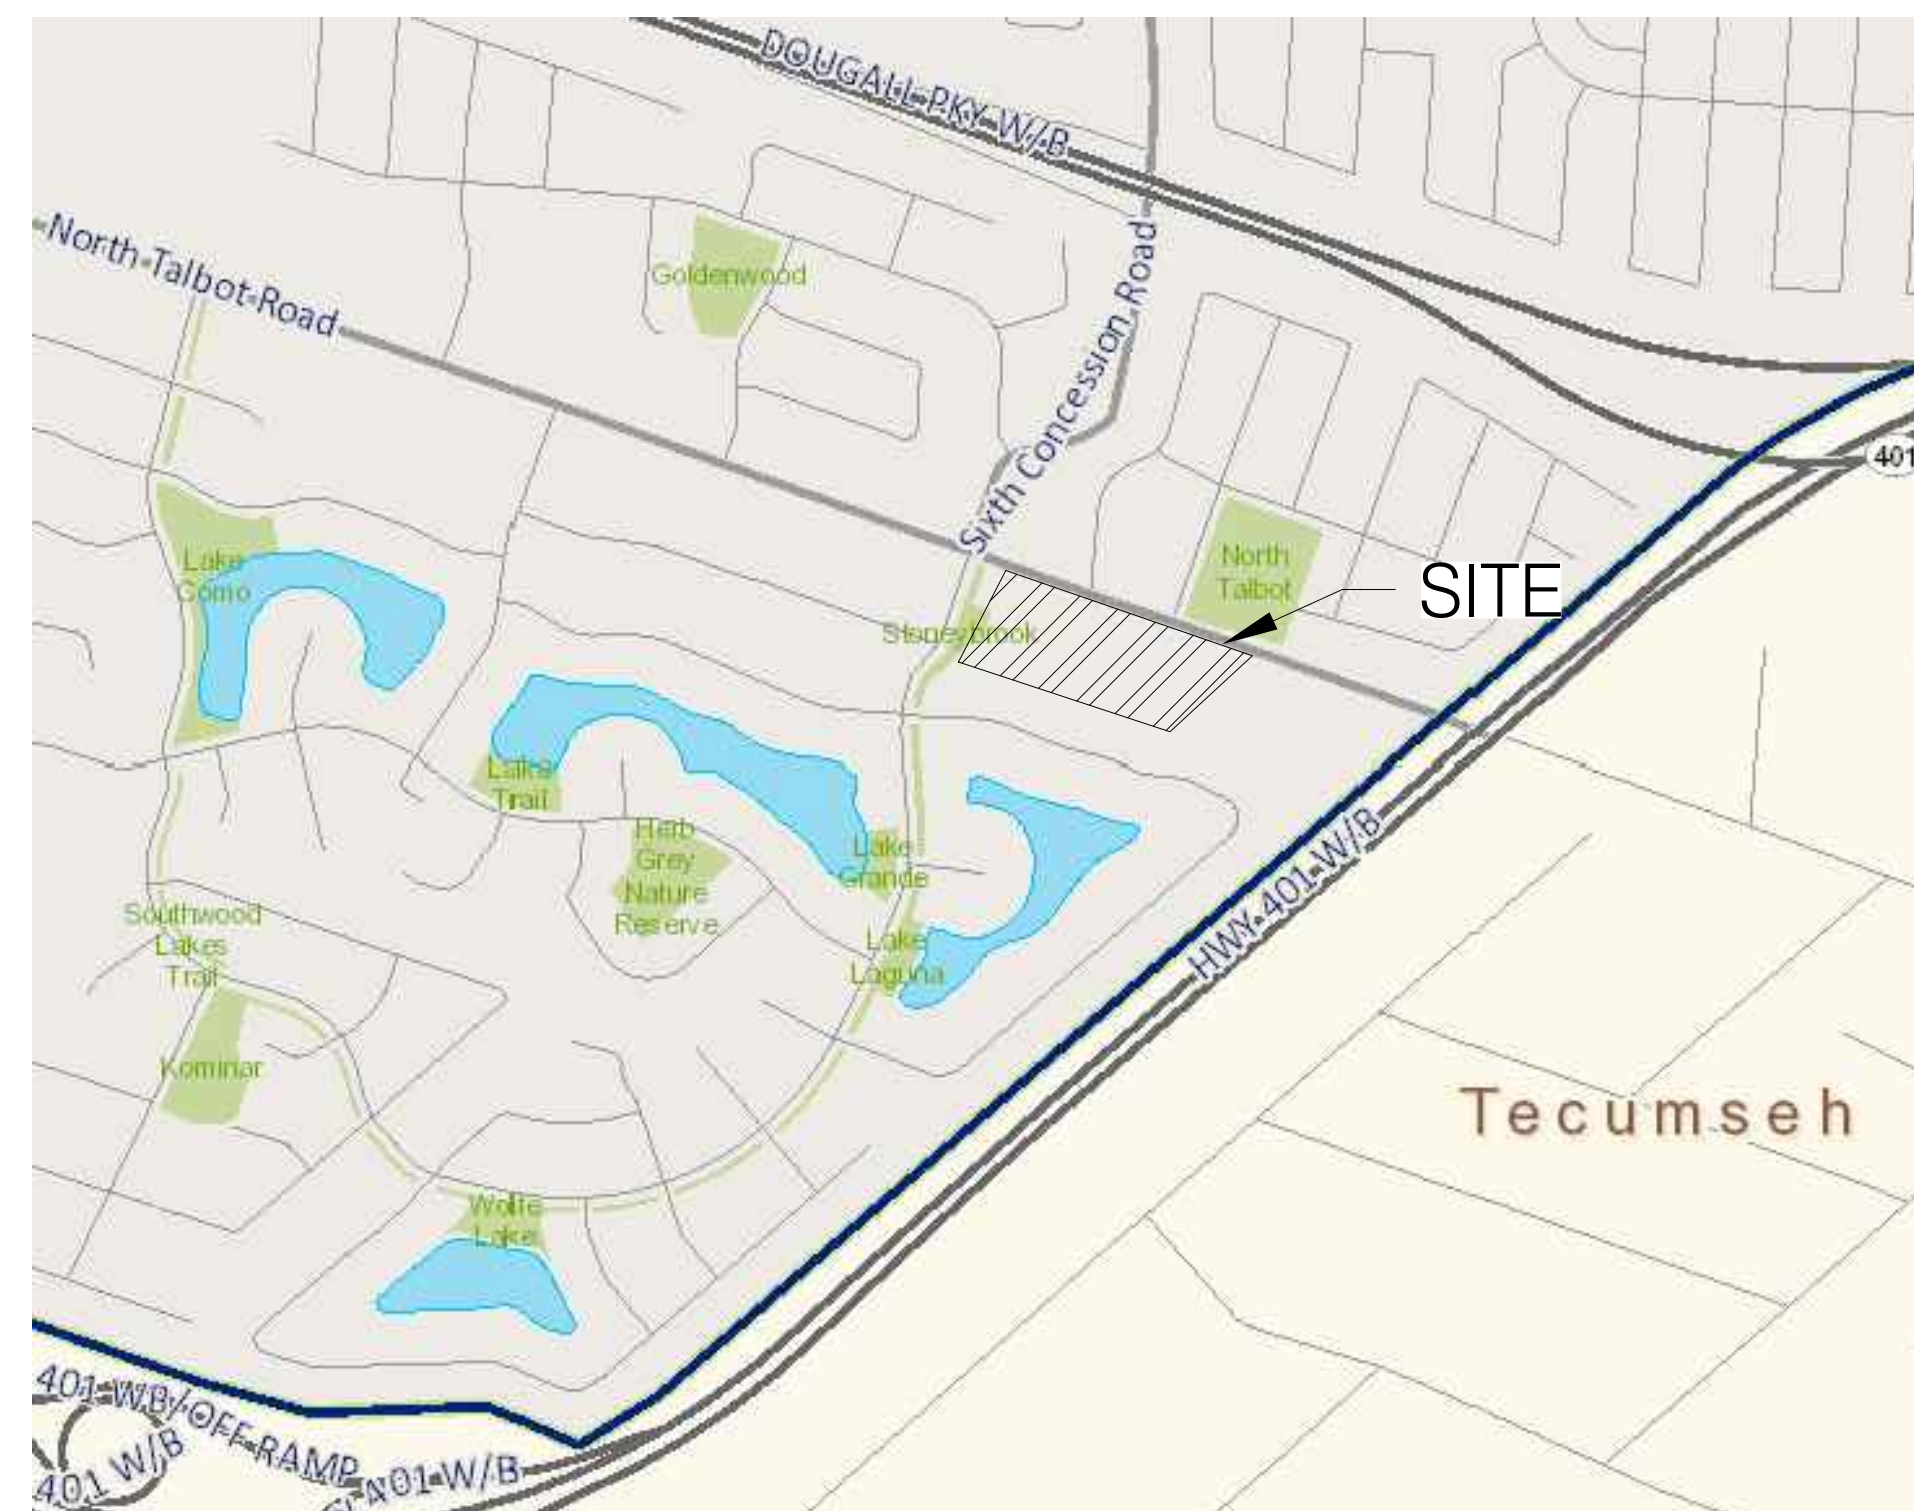 DOUGALL PKY W/B
North Talbot Road
Goldenwood
Sixth Concession Road
401
Lake
Como
North
Talbot
SITE
Stoneybrook
Lake
Trail
Herb
Grey
Nature
Reserve
Lake
Grande
HWY 401 W/B
Southwood
Lakes
Trail
Lake
Laguna
Kominar
Tecumseh
Wolfe
Lake
401 WB/OFF RAMP
401 W/B
401 W/B